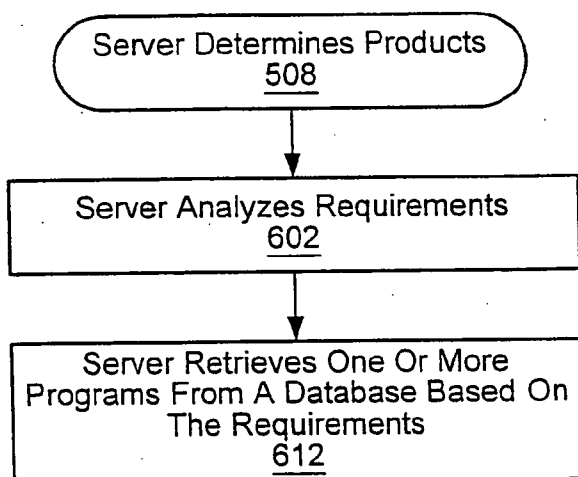 Server Determines Products
508
Server Analyzes Requirements
602
Server Retrieves One Or More
Programs From A Database Based On
The Requirements
612